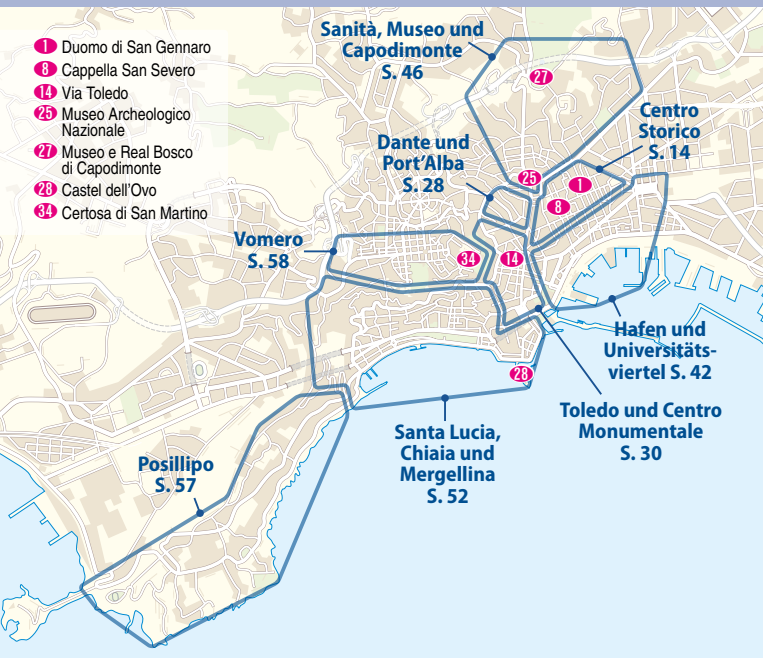 1 Duomo di San Gennaro
8 Cappella San Severo
14 Via Toledo
25 Museo Archeologico
Nazionale
27 Museo e Real Bosco
di Capodimonte
28 Castel dell'Ovo
34 Certosa di San Martino
Sanità, Museo und
Capodimonte
S. 46
27
Centro
Storico
S. 14
Dante und
Port'Alba
S. 28
25
1
8
Vomero
S. 58
34
14
Hafen und
Universitäts-
viertel S. 42
28
Toledo und Centro
Monumentale
S. 30
Santa Lucia,
Chiaia und
Mergellina
S. 52
Posillipo
S. 57